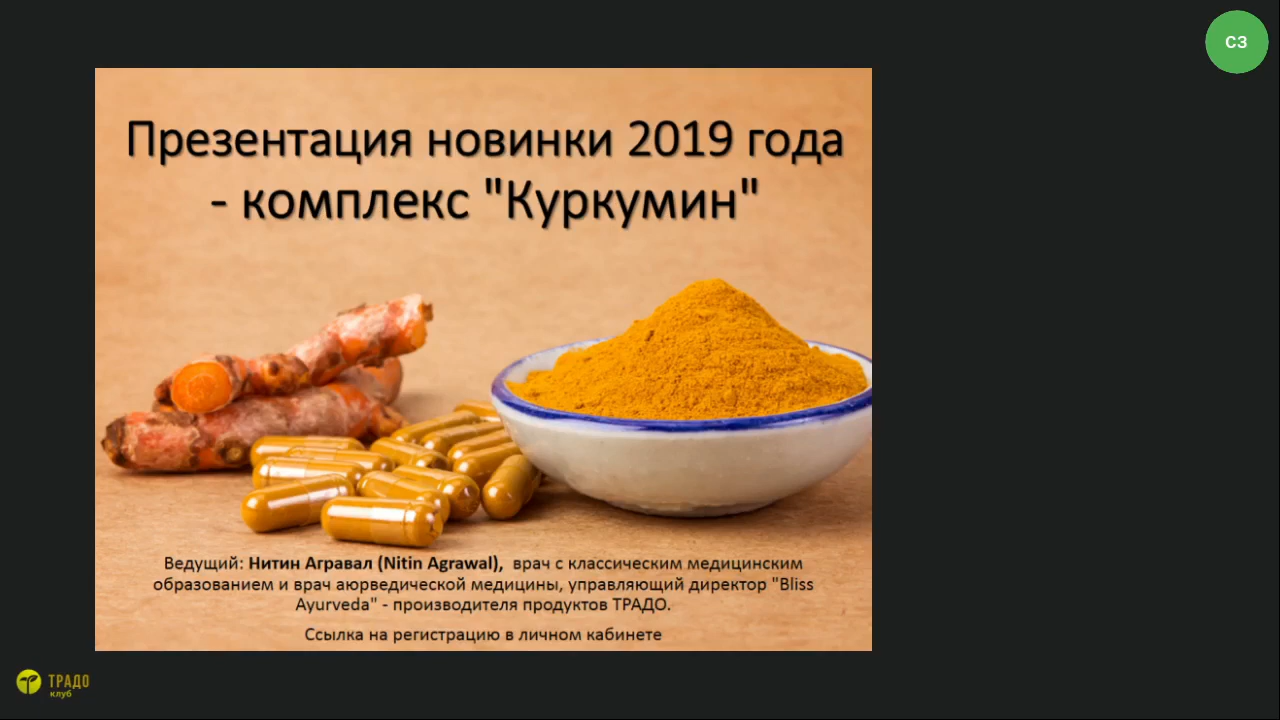 СЗ
Презентация новинки 2019 года
- комплекс "Куркумин"
Ведущий: Нитин Агравал (Nitin Agrawal), врач с классическим медицинским
образованием и врач аюрведической медицины, управляющий директор "Bliss
Ayurveda" - производителя продуктов ТРАДО.
Ссылка на регистрацию в личном кабинете
ТРАДО
клуб